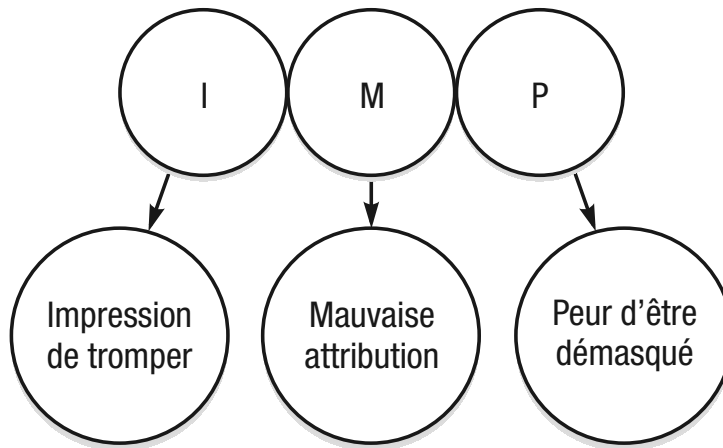 I
M
P
Impression
de tromper
Mauvaise
attribution
Peur d’être
démasqué